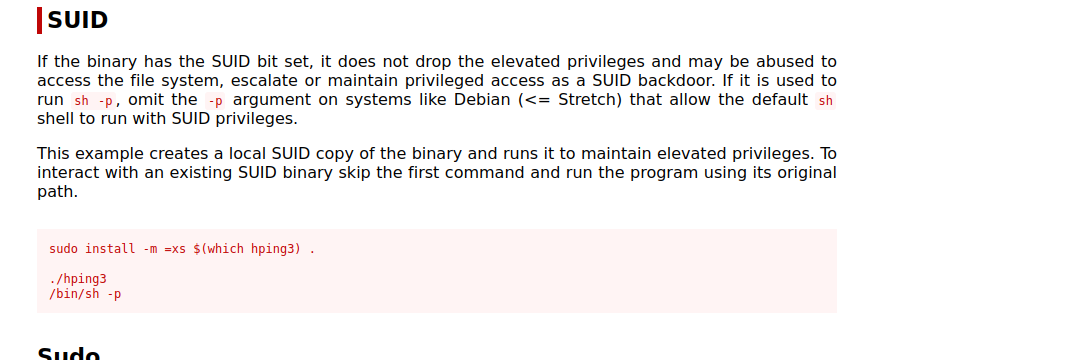 SUID
If the binary has the SUID bit set, it does not drop the elevated privileges and may be abused to
access the file system, escalate or maintain privileged access as a SUID backdoor. If it is used to
run sh -p, omit the -p argument on systems like Debian (<= Stretch) that allow the default sh
shell to run with SUID privileges.
This example creates a local SUID copy of the binary and runs it to maintain elevated privileges. To
interact with an existing SUID binary skip the first command and run the program using its original
path.
sudo install -m =xs $(which hping3) .
./hping3
/bin/sh -p
Sudo